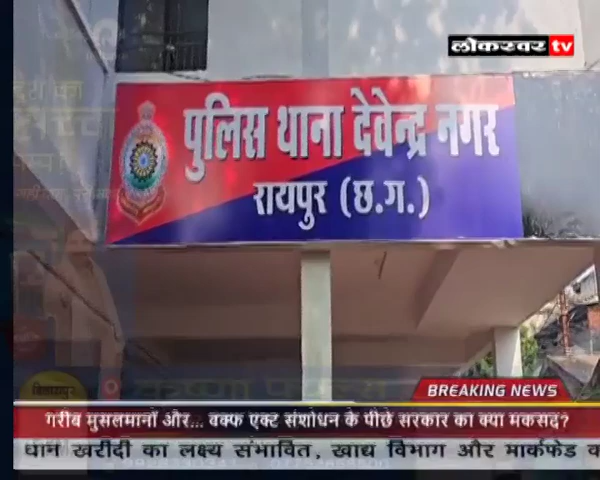 लोकस्वर tv
पुलिस थाना देवेन्द्र नगर
रायपुर (छ.ग.)
बिलासपुर
BREAKING NEWS
गरीब मुसलमानों और... वक्फ एक्ट संशोधन के पीछे सरकार का क्या मकसद?
धान खरीदी का लक्ष्य संभावित, खाद्य विभाग और मार्कफेड